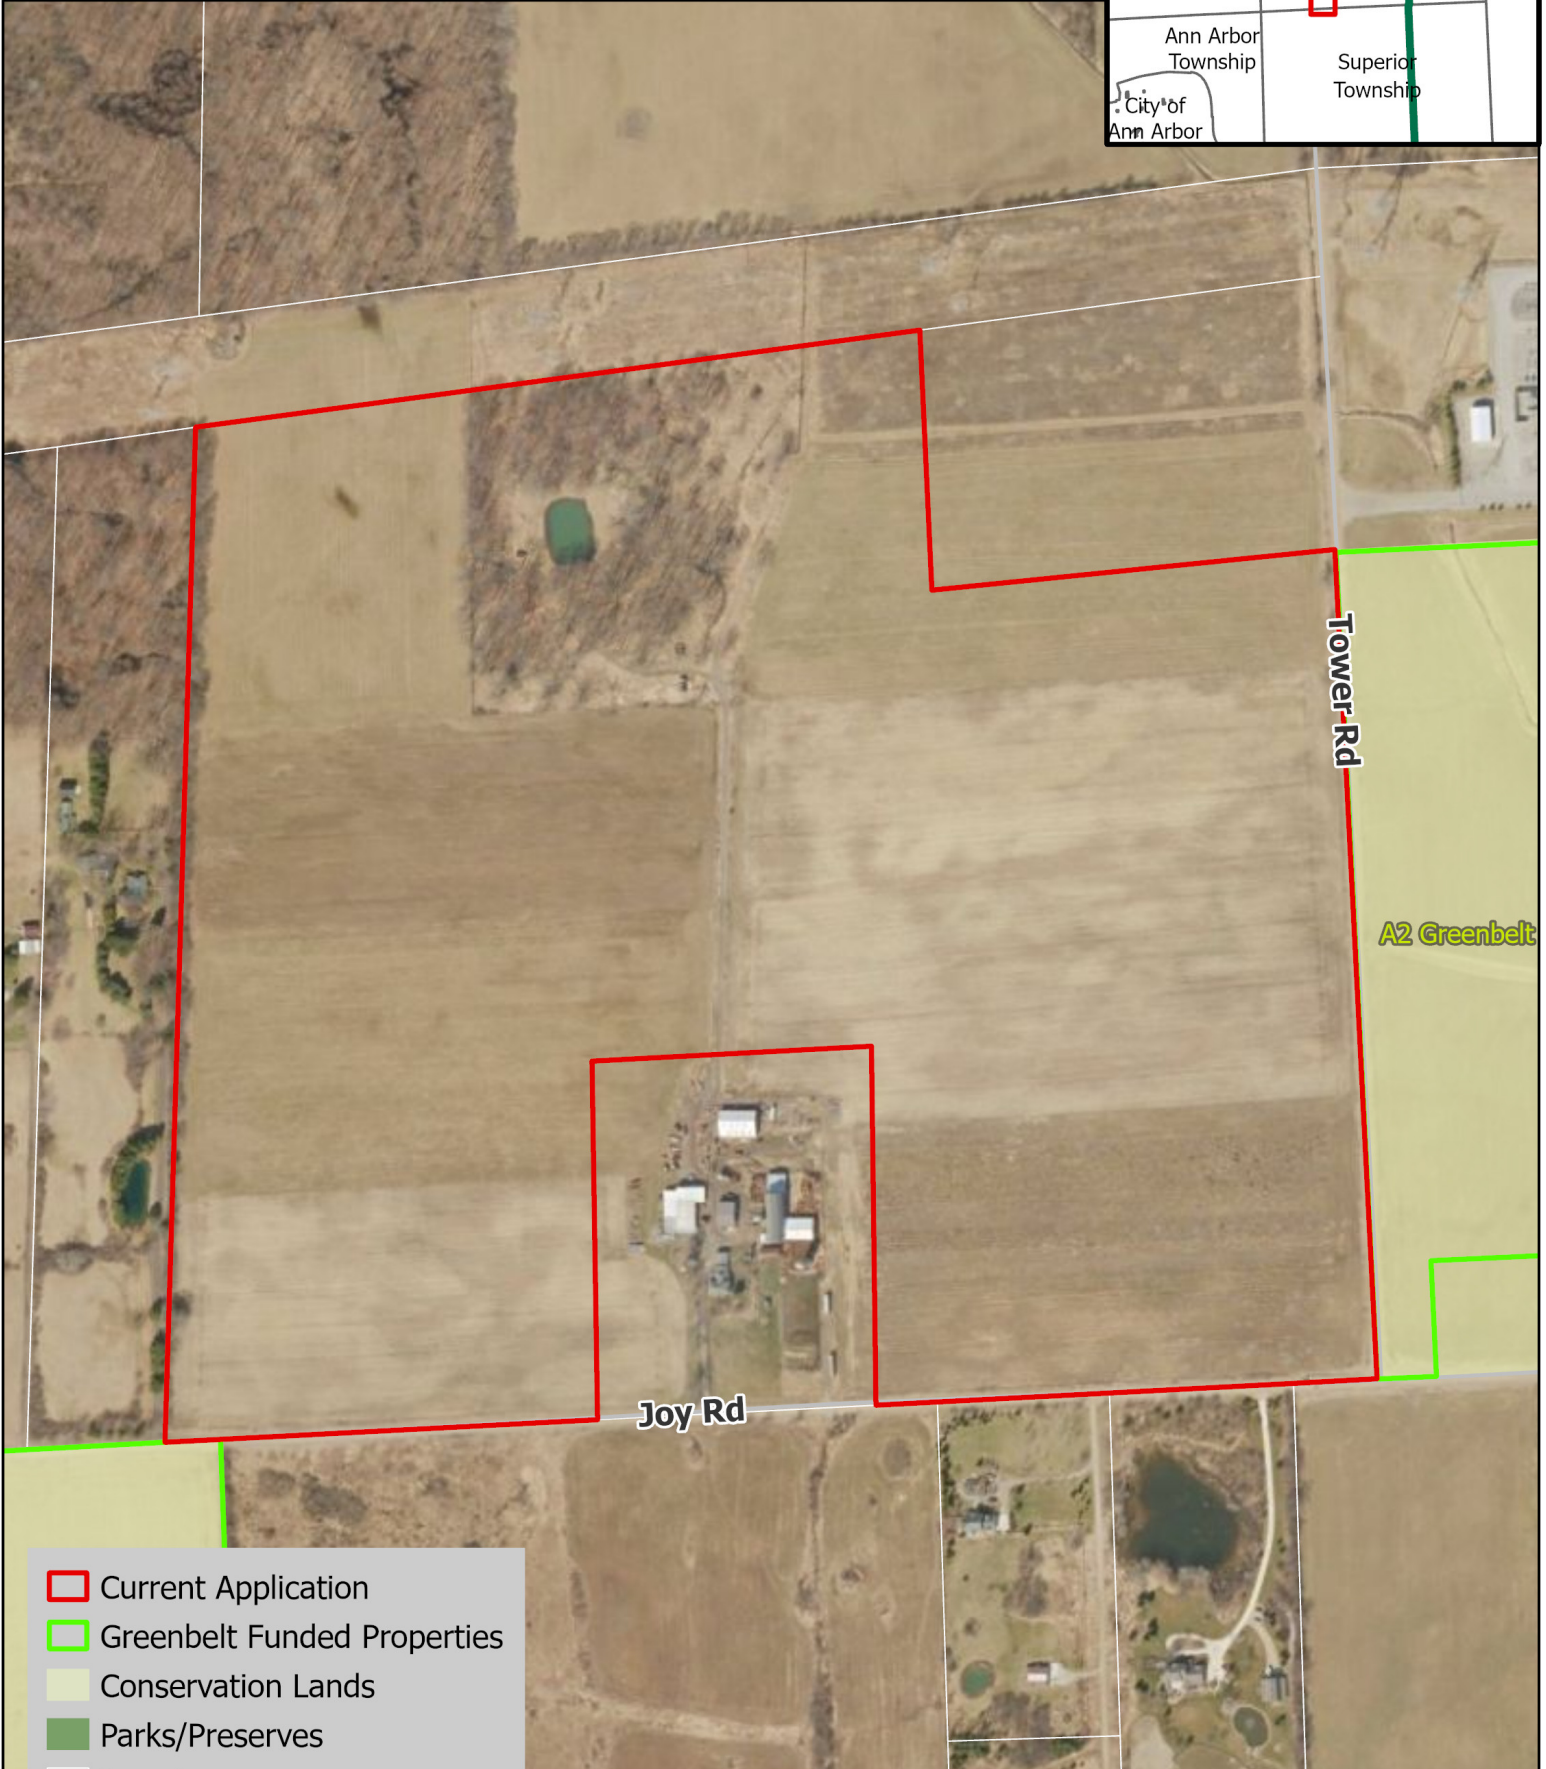 Ann Arbor
Township
Superior
Township
City of
Ann Arbor
Tower Rd
A2 Greenbelt
Joy Rd
Current Application
Greenbelt Funded Properties
Conservation Lands
Parks/Preserves